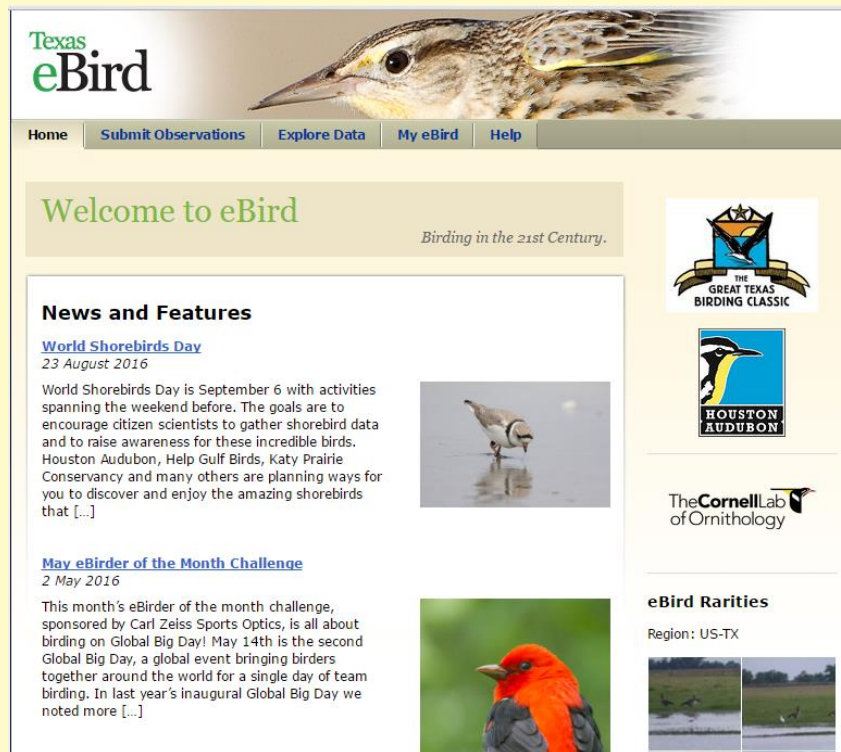 Texas
eBird
Home Submit Observations Explore Data My eBird Help
Welcome to eBird
Birding in the 21st Century.
News and Features
World Shorebirds Day
23 August 2016
World Shorebirds Day is September 6 with activities
spanning the weekend before. The goals are to
encourage citizen scientists to gather shorebird data
and to raise awareness for these incredible birds.
Houston Audubon, Help Gulf Birds, Katy Prairie
Conservancy and many others are planning ways for
you to discover and enjoy the amazing shorebirds
that […]
May eBirder of the Month Challenge
2 May 2016
This month’s eBirder of the month challenge,
sponsored by Carl Zeiss Sports Optics, is all about
birding on Global Big Day! May 14th is the second
Global Big Day, a global event bringing birders
together around the world for a single day of team
birding. In last year’s inaugural Global Big Day we
noted more […]
THE
GREAT TEXAS
BIRDING CLASSIC
HOUSTON
AUDUBON
TheCornellLab
of Ornithology
eBird Rarities
Region: US-TX